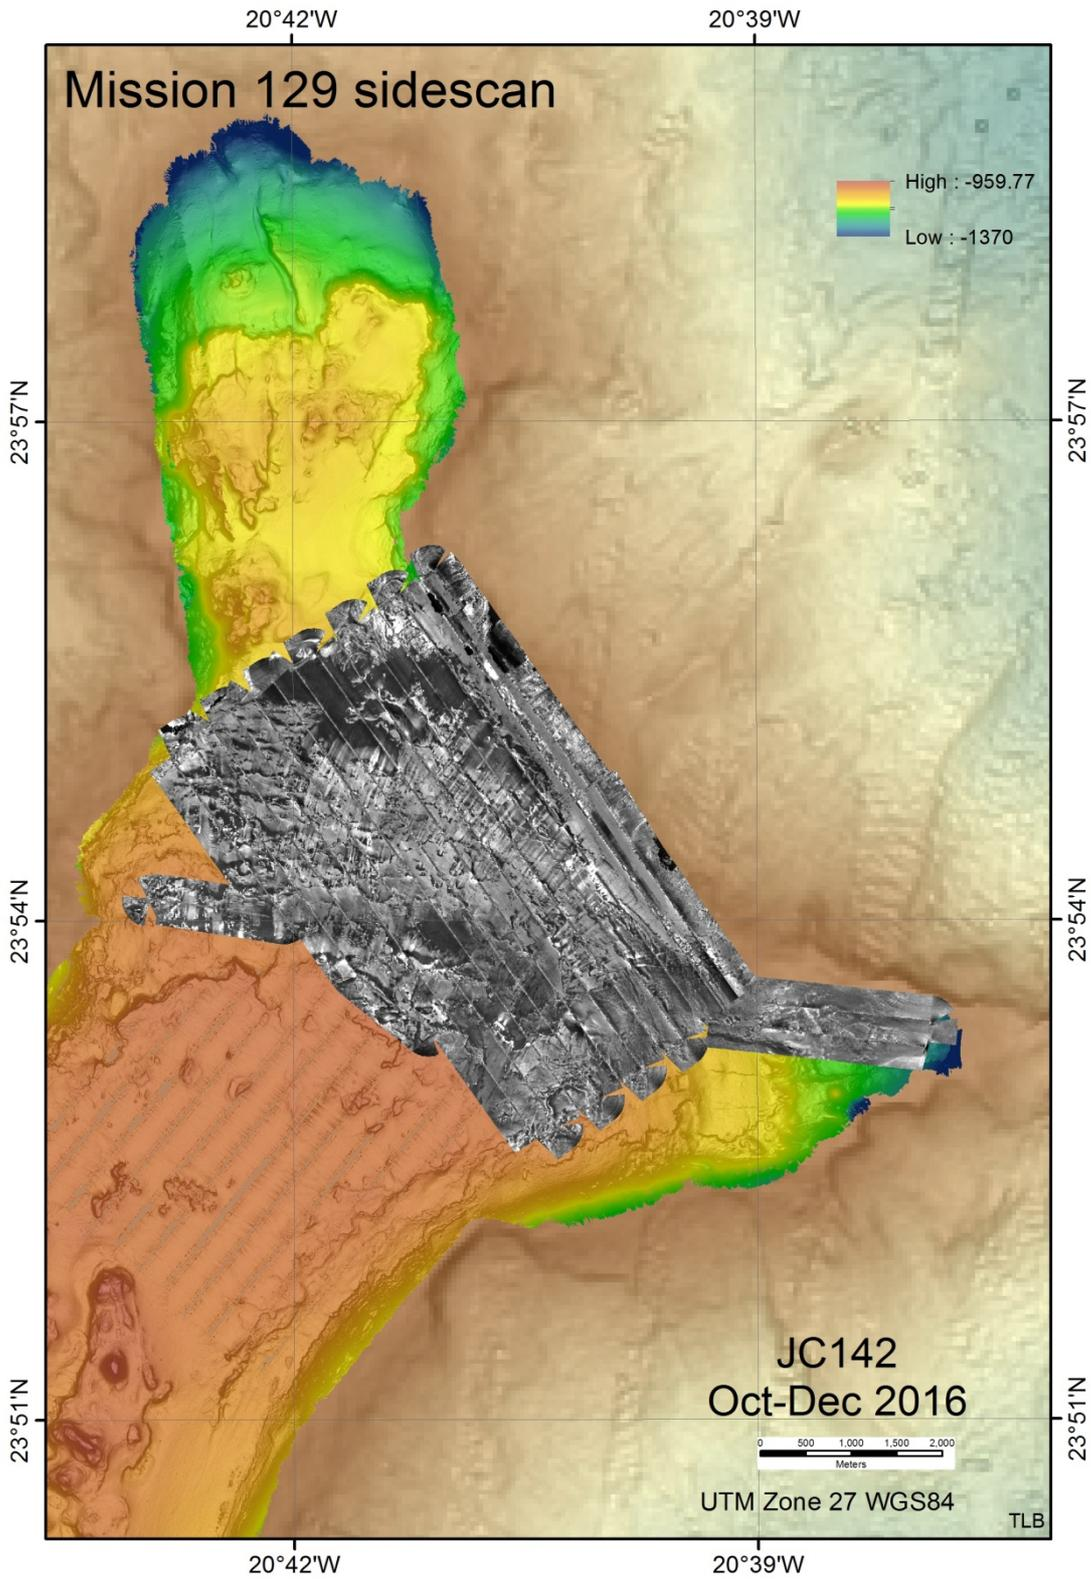 20°42'W 20°39'W
Mission 129 sidescan
High : -959.77
Low : -1370
23°57'N 23°57'N
23°54'N 23°54'N
JC142
Oct-Dec 2016
23°51'N 23°51'N
0 500 1,000 1,500 2,000
Meters
UTM Zone 27 WGS84
TLB
20°42'W 20°39'W